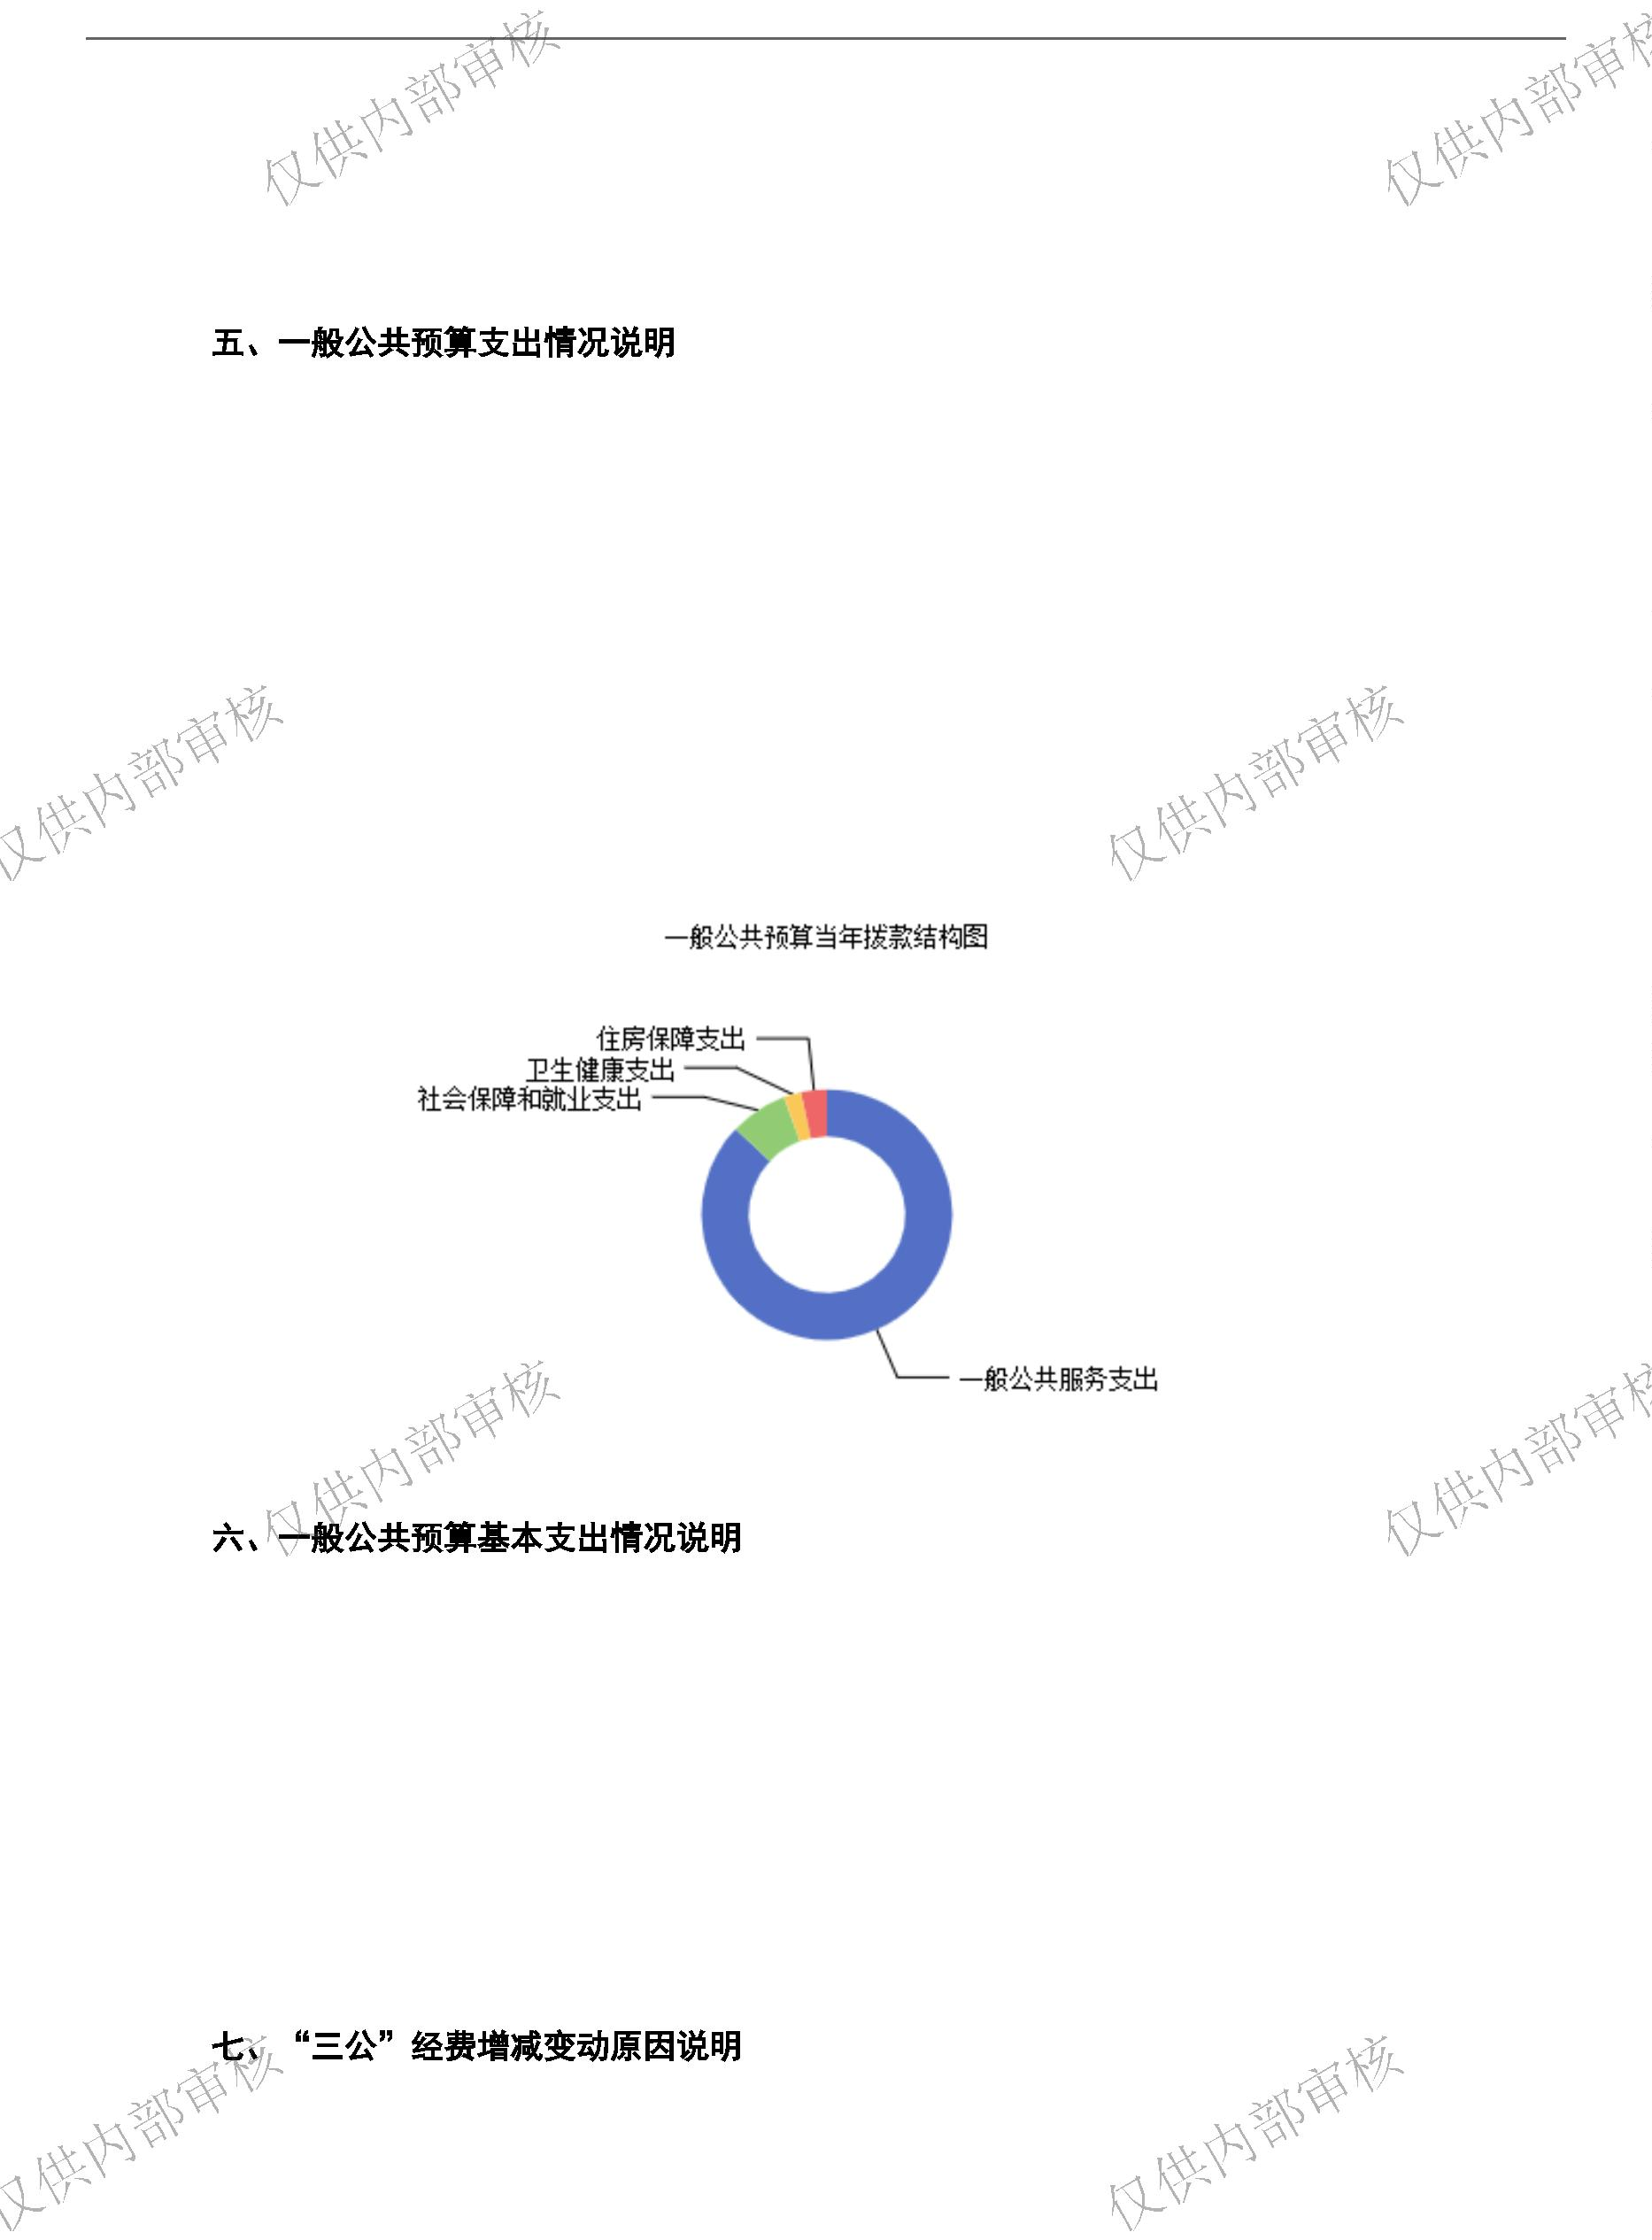 五、一般公共预算支出情况说明
一般公共预算当年拨款结构图
住房保障支出
卫生健康支出
社会保障和就业支出
一般公共服务支出
六、一般公共预算基本支出情况说明
七、“三公”经费增减变动原因说明
仅供内部审核
仅供内部审核
仅供内部审核
仅供内部审核
仅供内部审核
仅供内部审核
仅供内部审核
仅供内部审核